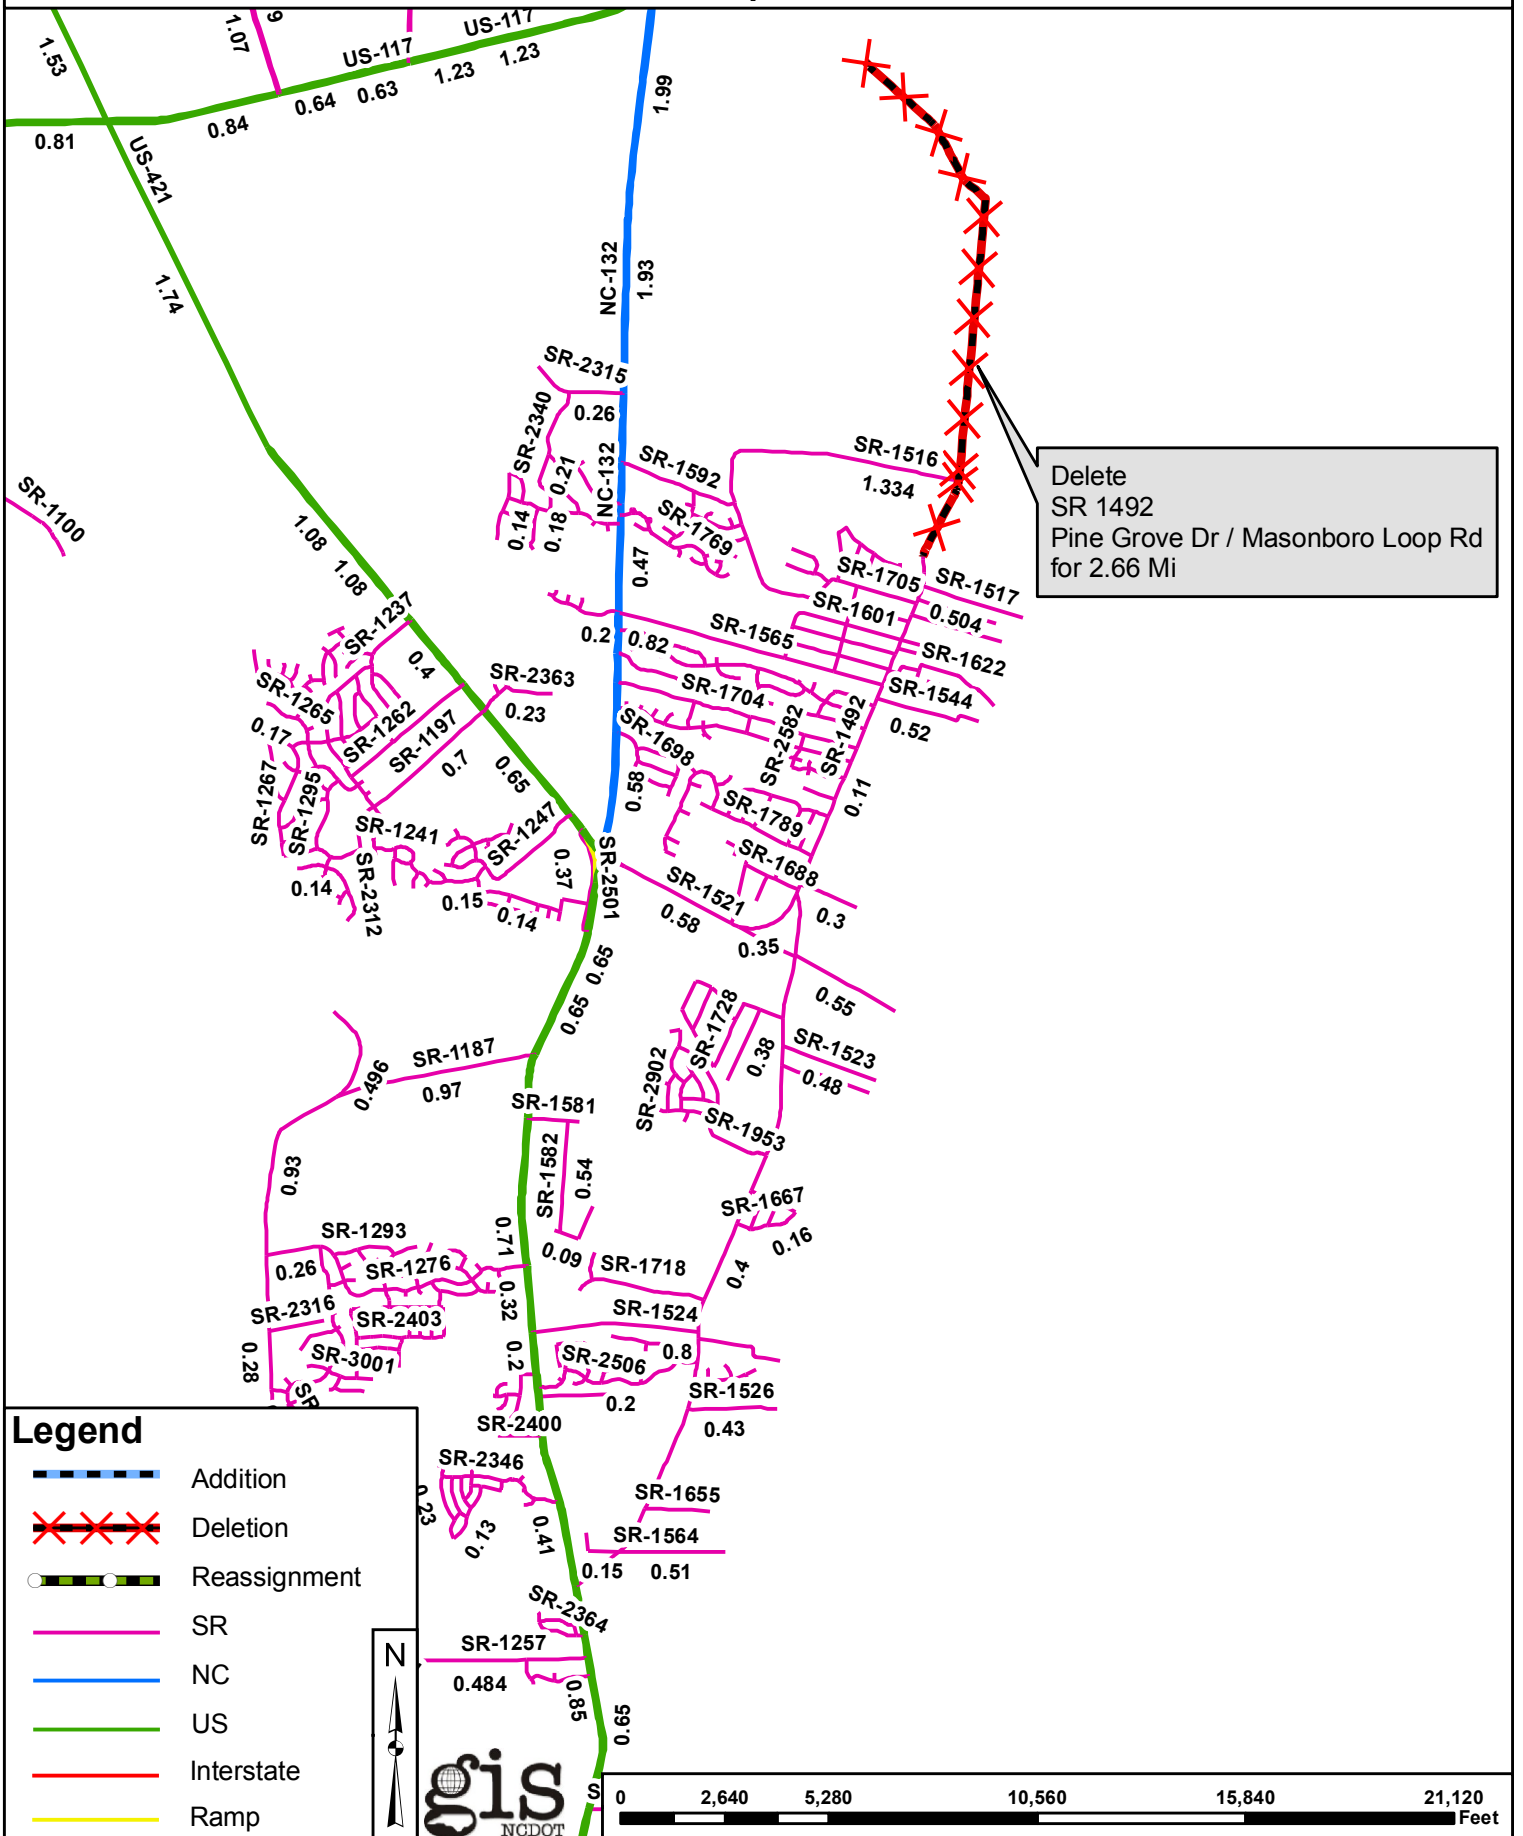 1.53
1.07
9
US-117
US-117
1.23
1.23
0.63
0.64
0.84
0.81
US-421
1.74
1.99
NC-132
1.93
SR-2315
0.26
SR-2340
0.21
NC-132
0.14
0.18
SR-1592
SR-1769
0.47
SR-1516
1.334
Delete
SR 1492
Pine Grove Dr / Masonboro Loop Rd
for 2.66 Mi
SR-1100
1.08
1.08
SR-1237
0.4
SR-2363
0.23
SR-1265
0.17
SR-1262
SR-1197
0.7
0.65
SR-1267
SR-1295
SR-1241
SR-1247
0.14
SR-2312
0.15
0.14
0.37
SR-2501
SR-1705
SR-1517
SR-1601
0.504
0.2
0.82
SR-1565
SR-1622
SR-1704
SR-1544
0.52
SR-1698
SR-2582
SR-1492
0.58
0.11
SR-1789
SR-1688
SR-1521
0.58
0.3
0.35
0.55
0.65
0.65
SR-1728
SR-2902
0.38
SR-1523
0.48
SR-1953
SR-1187
0.97
0.496
SR-1581
SR-1582
0.54
0.93
SR-1667
0.16
0.09
SR-1718
0.4
SR-1293
0.26
SR-1276
0.71
0.32
SR-2316
SR-2403
SR-3001
0.28
SR
SR-1524
0.2
SR-2506
0.8
0.2
SR-1526
0.43
SR-2400
SR-2346
0.23
0.13
0.41
SR-1655
SR-1564
0.15
0.51
SR-2364
SR-1257
0.484
0.85
0.65
S
Legend
Addition
Deletion
Reassignment
SR
NC
US
Interstate
Ramp
N
gis
NCDOT
0
2,640
5,280
10,560
15,840
21,120
Feet